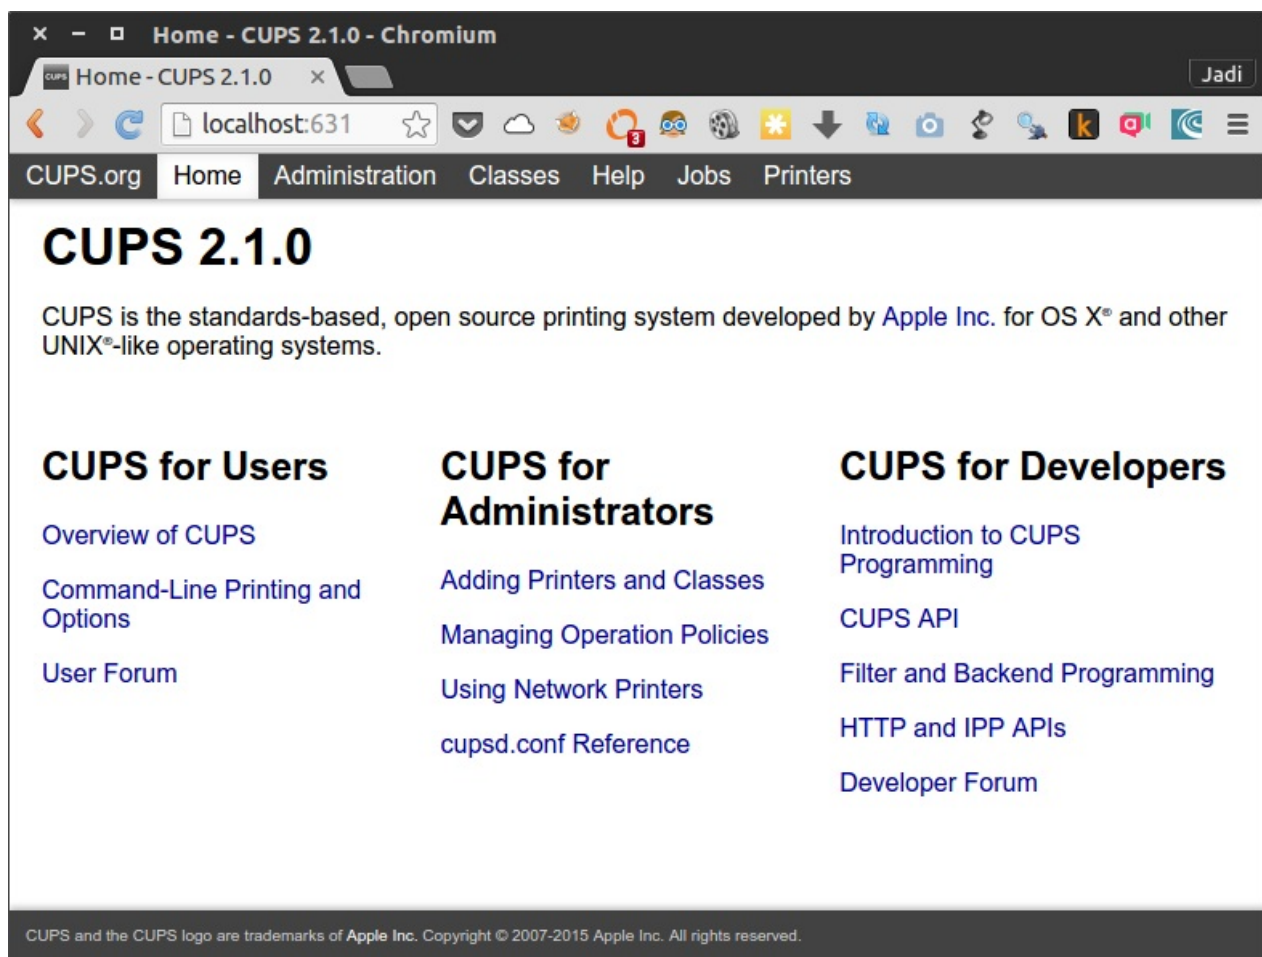 Home - CUPS 2.1.0 - Chromium
CUPS Home - CUPS 2.1.0
Jadi
localhost:631
3
k
CUPS.org Home Administration Classes Help Jobs Printers
CUPS 2.1.0
CUPS is the standards-based, open source printing system developed by Apple Inc. for OS X® and other
UNIX®-like operating systems.
CUPS for Users
Overview of CUPS
Command-Line Printing and
Options
User Forum
CUPS for
Administrators
Adding Printers and Classes
Managing Operation Policies
Using Network Printers
cupsd.conf Reference
CUPS for Developers
Introduction to CUPS
Programming
CUPS API
Filter and Backend Programming
HTTP and IPP APIs
Developer Forum
CUPS and the CUPS logo are trademarks of Apple Inc. Copyright © 2007-2015 Apple Inc. All rights reserved.